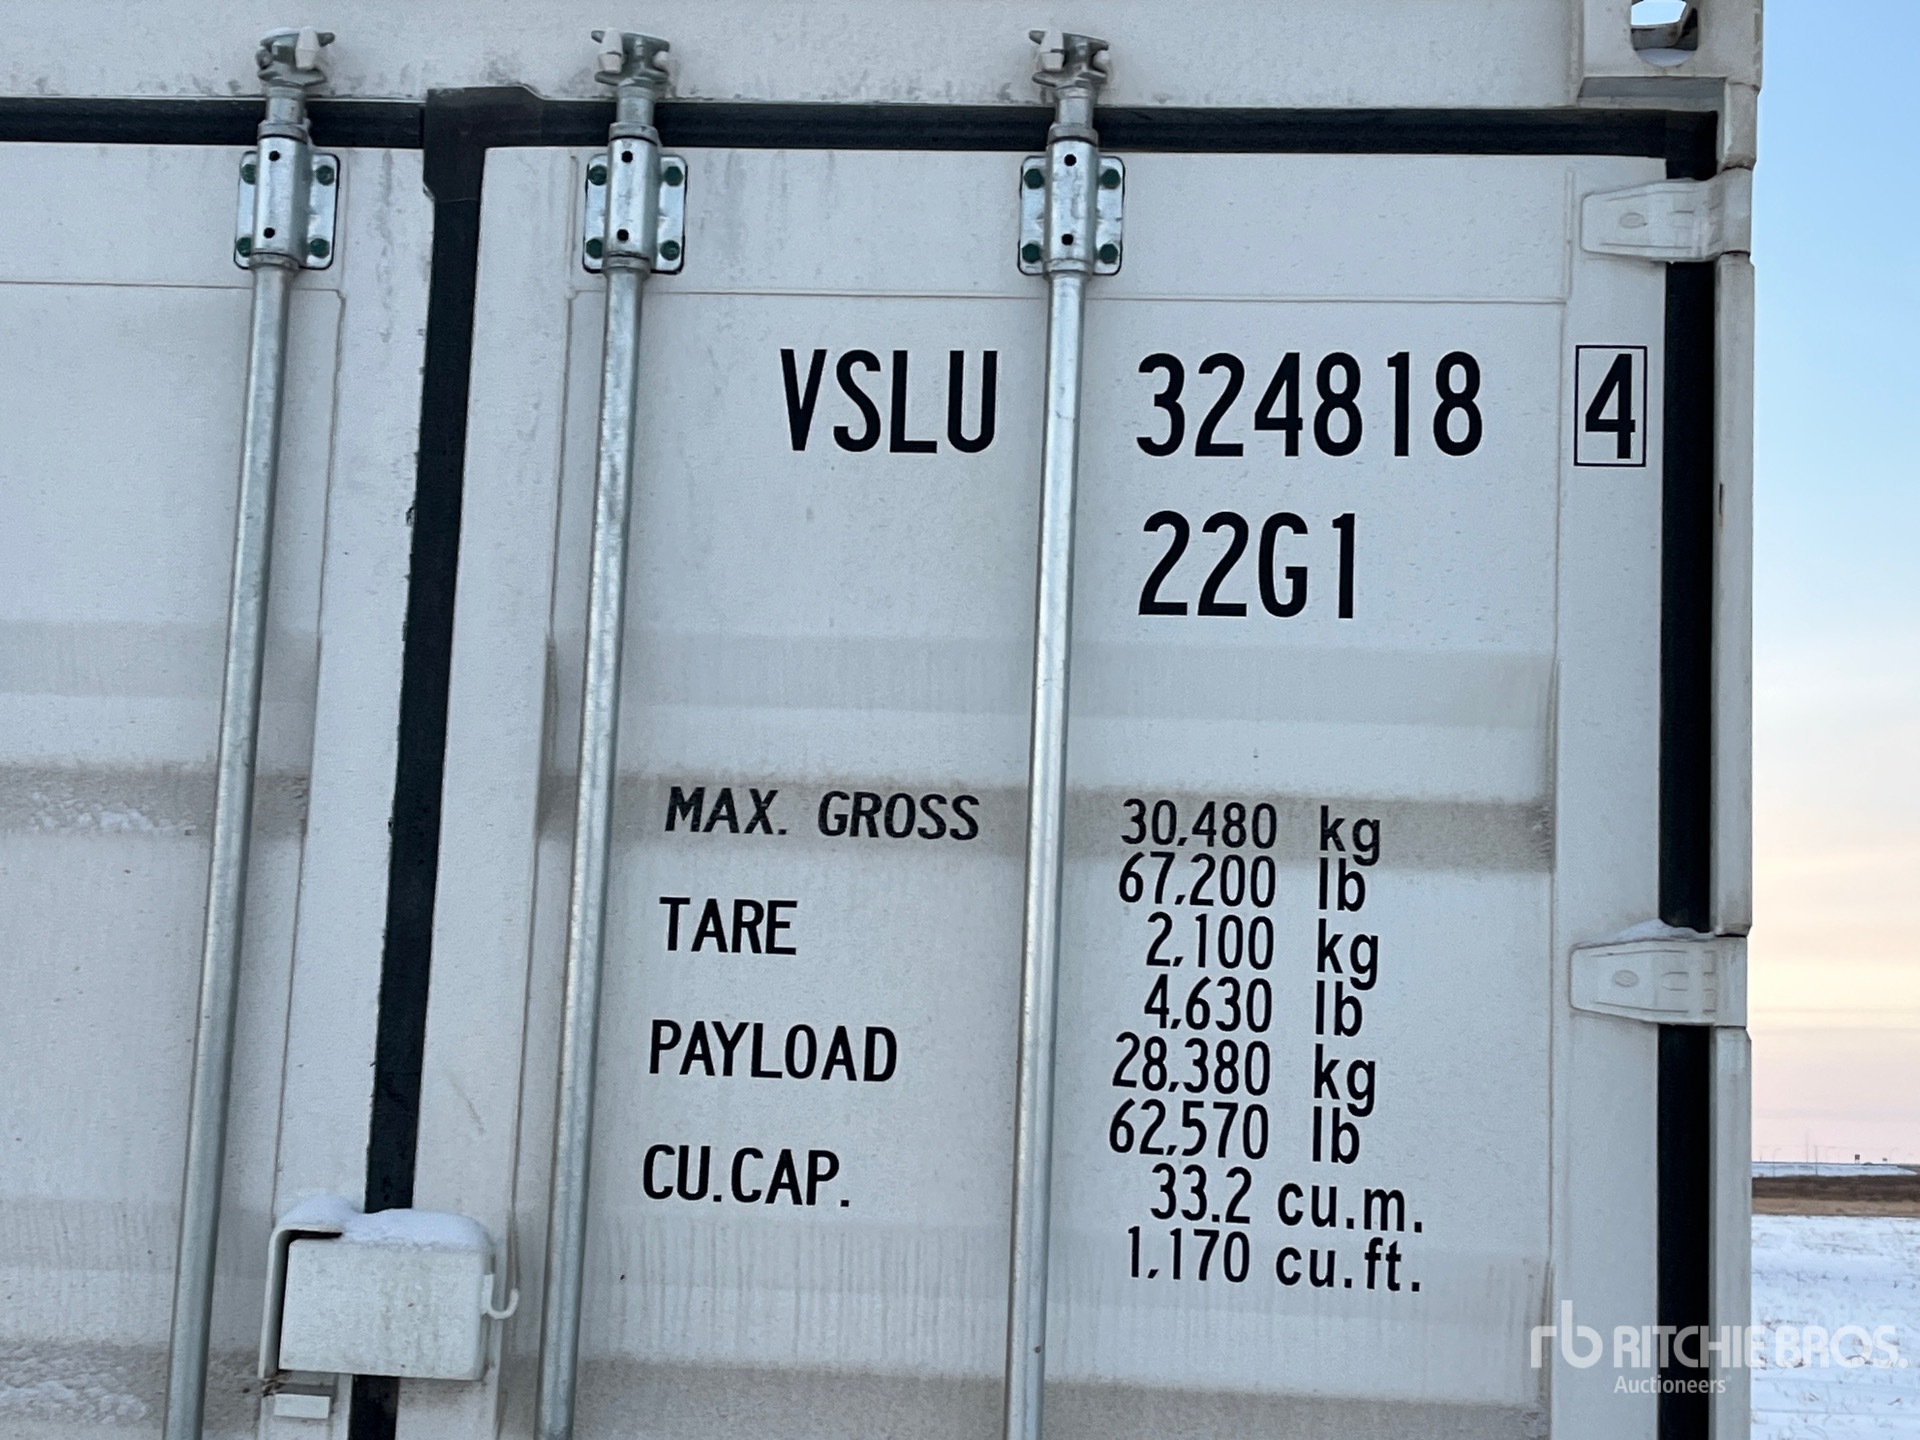 VSLU 324818 4
22G1
MAX. GROSS 30,480 kg
67,200 lb
TARE 2,100 kg
4,630 lb
PAYLOAD 28,380 kg
62,570 lb
CU.CAP. 33.2 cu.m.
1,170 cu.ft.
rb RITCHIE BROS.
Auctioneers